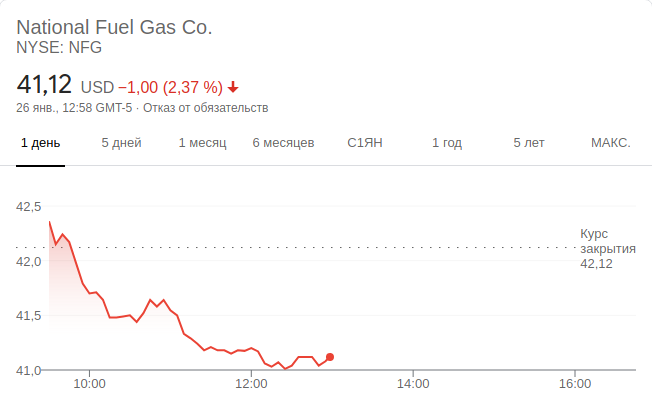 National Fuel Gas Co.
NYSE: NFG
41,12 USD −1,00 (2,37 %)
26 янв., 12:58 GMT-5 · Отказ от обязательств
1 день 5 дней 1 месяц 6 месяцев С1ЯН 1 год 5 лет МАКС.
42,5
Курс
закрытия
42,12
42,0
41,5
41,0
10:00 12:00 14:00 16:00